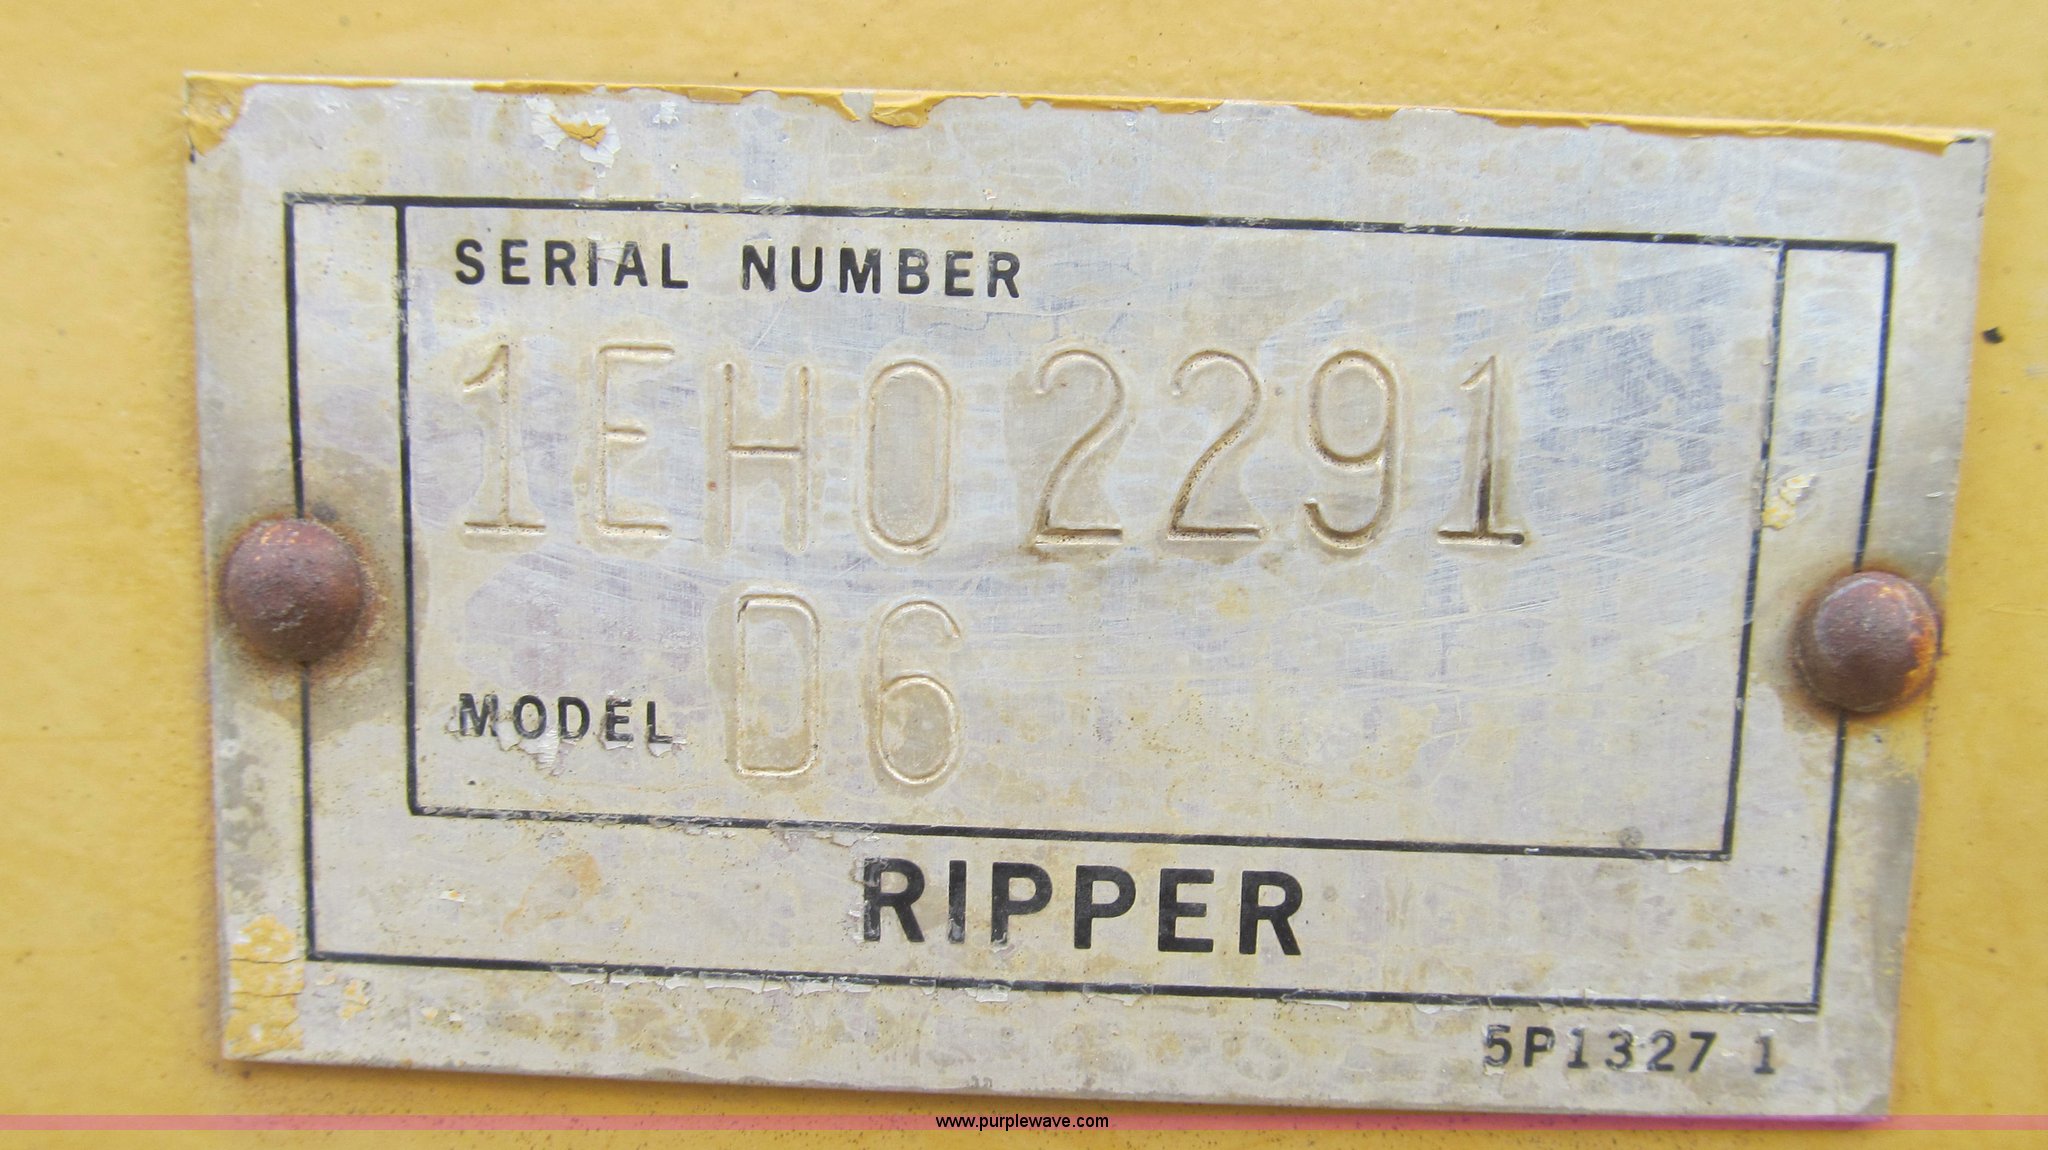 SERIAL NUMBER
1EH02291
MODEL D6
RIPPER
5P1327 1
www.purplewave.com